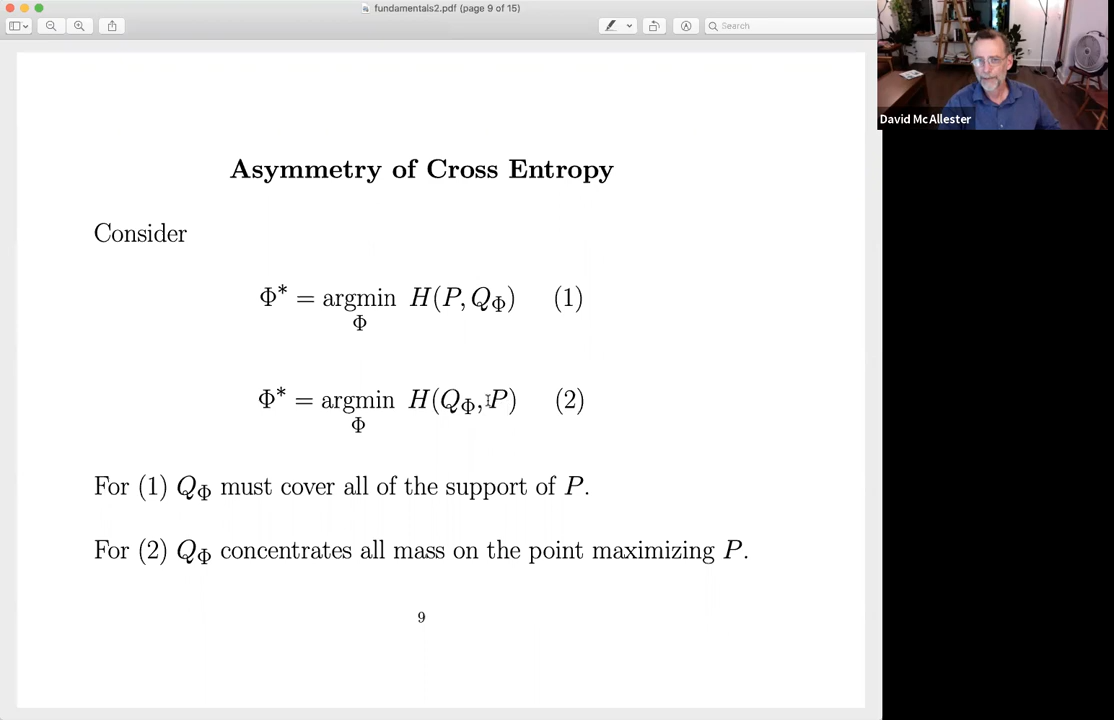 fundamentals2.pdf (page 9 of 15)
Search
David McAllester
Asymmetry of Cross Entropy
Consider
Φ* = argmin H(P, Q_Φ) (1)
Φ
Φ* = argmin H(Q_Φ, P) (2)
Φ
For (1) Q_Φ must cover all of the support of P.
For (2) Q_Φ concentrates all mass on the point maximizing P.
9